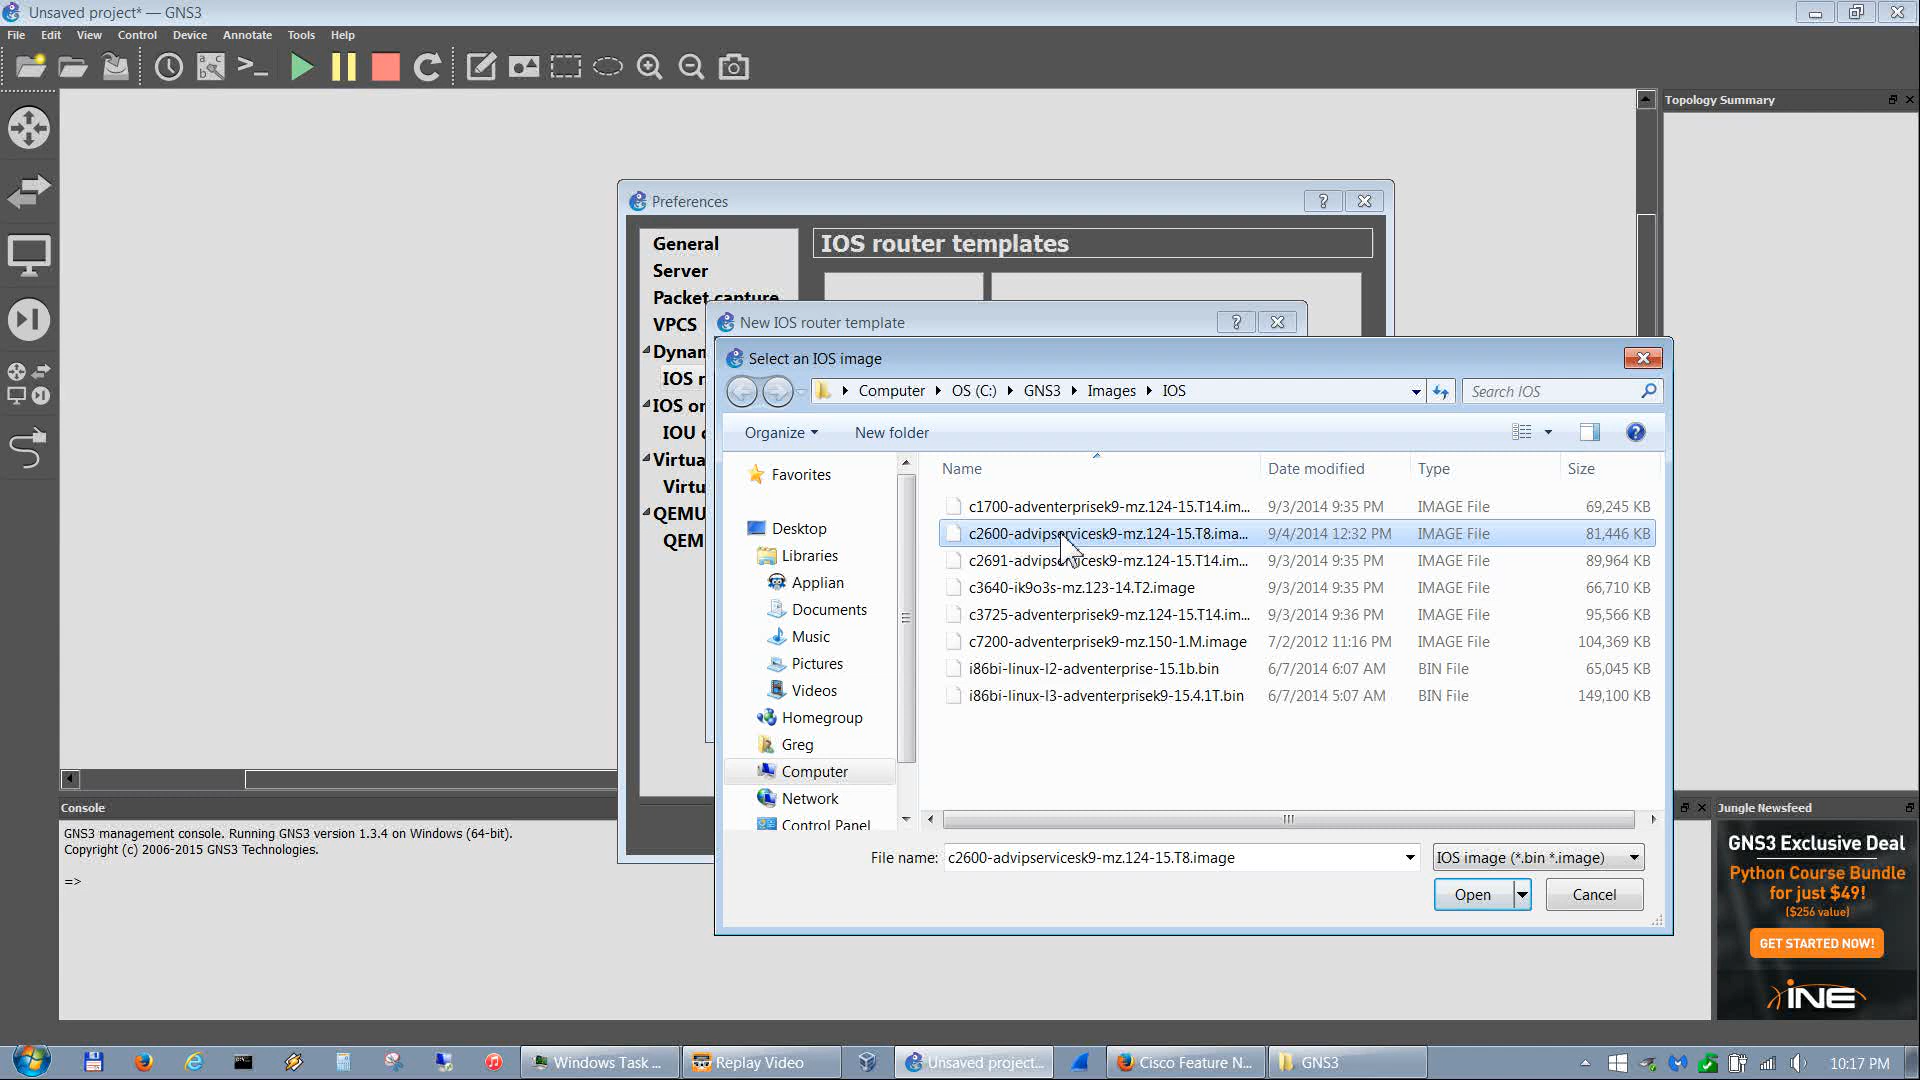 Unsaved project* — GNS3
File Edit View Control Device Annotate Tools Help
Topology Summary
Preferences
General
Server
Packet capture
VPCS
Dynam
IOS r
IOS on
IOU d
Virtua
Virtu
QEMU
QEM
IOS router templates
New IOS router template
Select an IOS image
Computer OS (C:) GNS3 Images IOS
Search IOS
Organize New folder
Favorites
Desktop
Libraries
Applian
Documents
Music
Pictures
Videos
Homegroup
Greg
Computer
Network
Control Panel
Name Date modified Type Size
c1700-adventerprisek9-mz.124-15.T14.im... 9/3/2014 9:35 PM IMAGE File 69,245 KB
c2600-advipservicesk9-mz.124-15.T8.ima... 9/4/2014 12:32 PM IMAGE File 81,446 KB
c2691-advipservicesk9-mz.124-15.T14.im... 9/3/2014 9:35 PM IMAGE File 89,964 KB
c3640-ik9o3s-mz.123-14.T2.image 9/3/2014 9:35 PM IMAGE File 66,710 KB
c3725-adventerprisek9-mz.124-15.T14.im... 9/3/2014 9:36 PM IMAGE File 95,566 KB
c7200-adventerprisek9-mz.150-1.M.image 7/2/2012 11:16 PM IMAGE File 104,369 KB
i86bi-linux-l2-adventerprise-15.1b.bin 6/7/2014 6:07 AM BIN File 65,045 KB
i86bi-linux-l3-adventerprisek9-15.4.1T.bin 6/7/2014 5:07 AM BIN File 149,100 KB
File name: c2600-advipservicesk9-mz.124-15.T8.image
IOS image (*.bin *.image)
Open Cancel
Console
GNS3 management console. Running GNS3 version 1.3.4 on Windows (64-bit).
Copyright (c) 2006-2015 GNS3 Technologies.
=>
Jungle Newsfeed
GNS3 Exclusive Deal
Python Course Bundle
for just $49!
($256 value)
GET STARTED NOW!
iNE
Windows Task ...
Replay Video
Unsaved project...
Cisco Feature N...
GNS3
10:17 PM